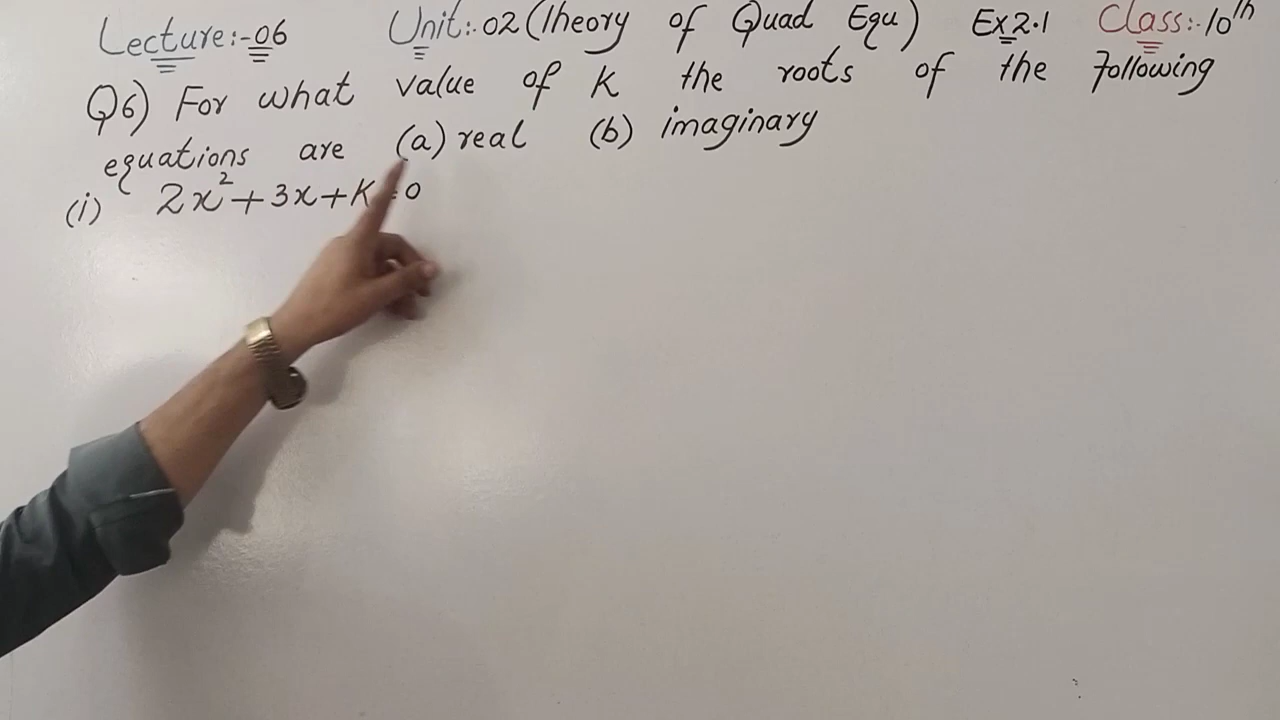 Lecture:-06 Unit:-02 (Theory of Quad Equ) Ex2.1 Class:-10th
Q6) For what value of K the roots of the following
equations are (a) real (b) imaginary
(i) 2x²+3x+K=0